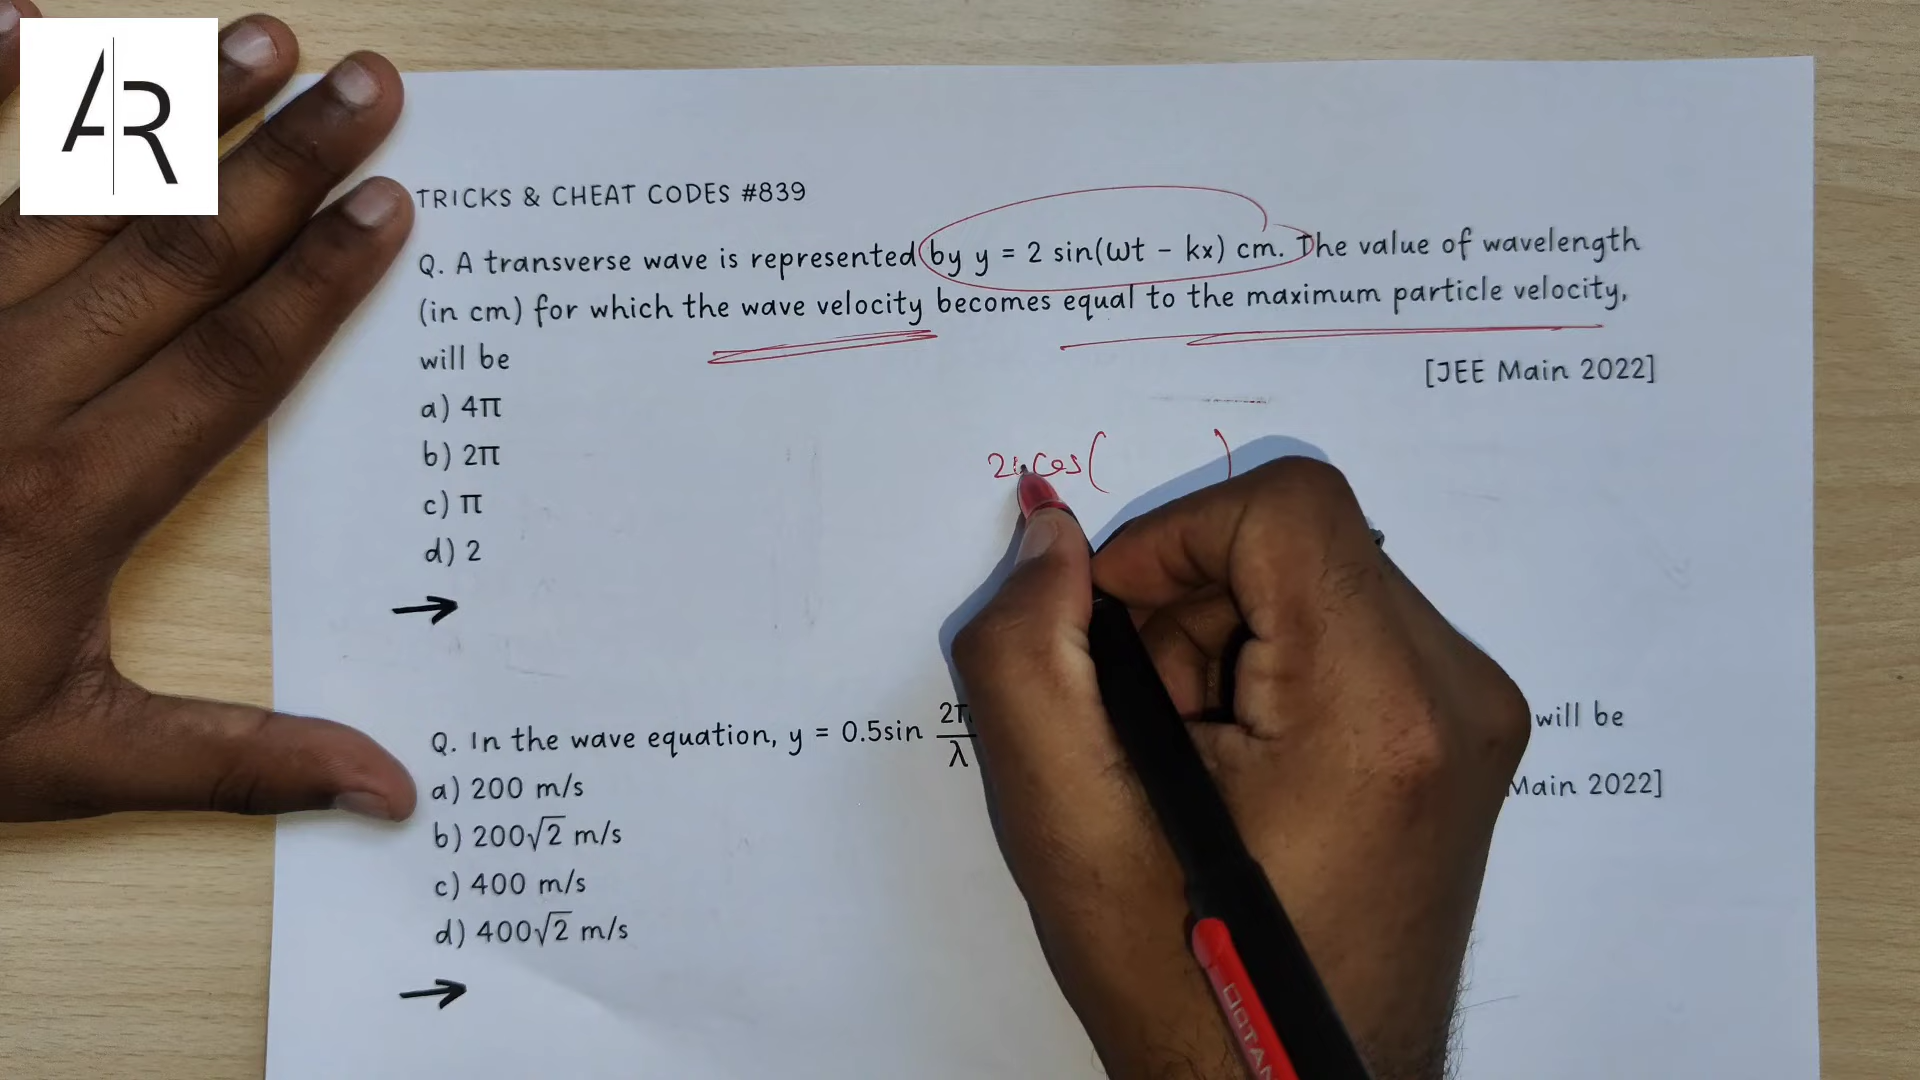 AR
TRICKS & CHEAT CODES #839
Q. A transverse wave is represented by y = 2 sin(ωt - kx) cm. The value of wavelength
(in cm) for which the wave velocity becomes equal to the maximum particle velocity,
will be
[JEE Main 2022]
a) 4π
b) 2π
c) π
d) 2
2 cos( )
Q. In the wave equation, y = 0.5sin 2π/λ will be
Main 2022]
a) 200 m/s
b) 200√2 m/s
c) 400 m/s
d) 400√2 m/s